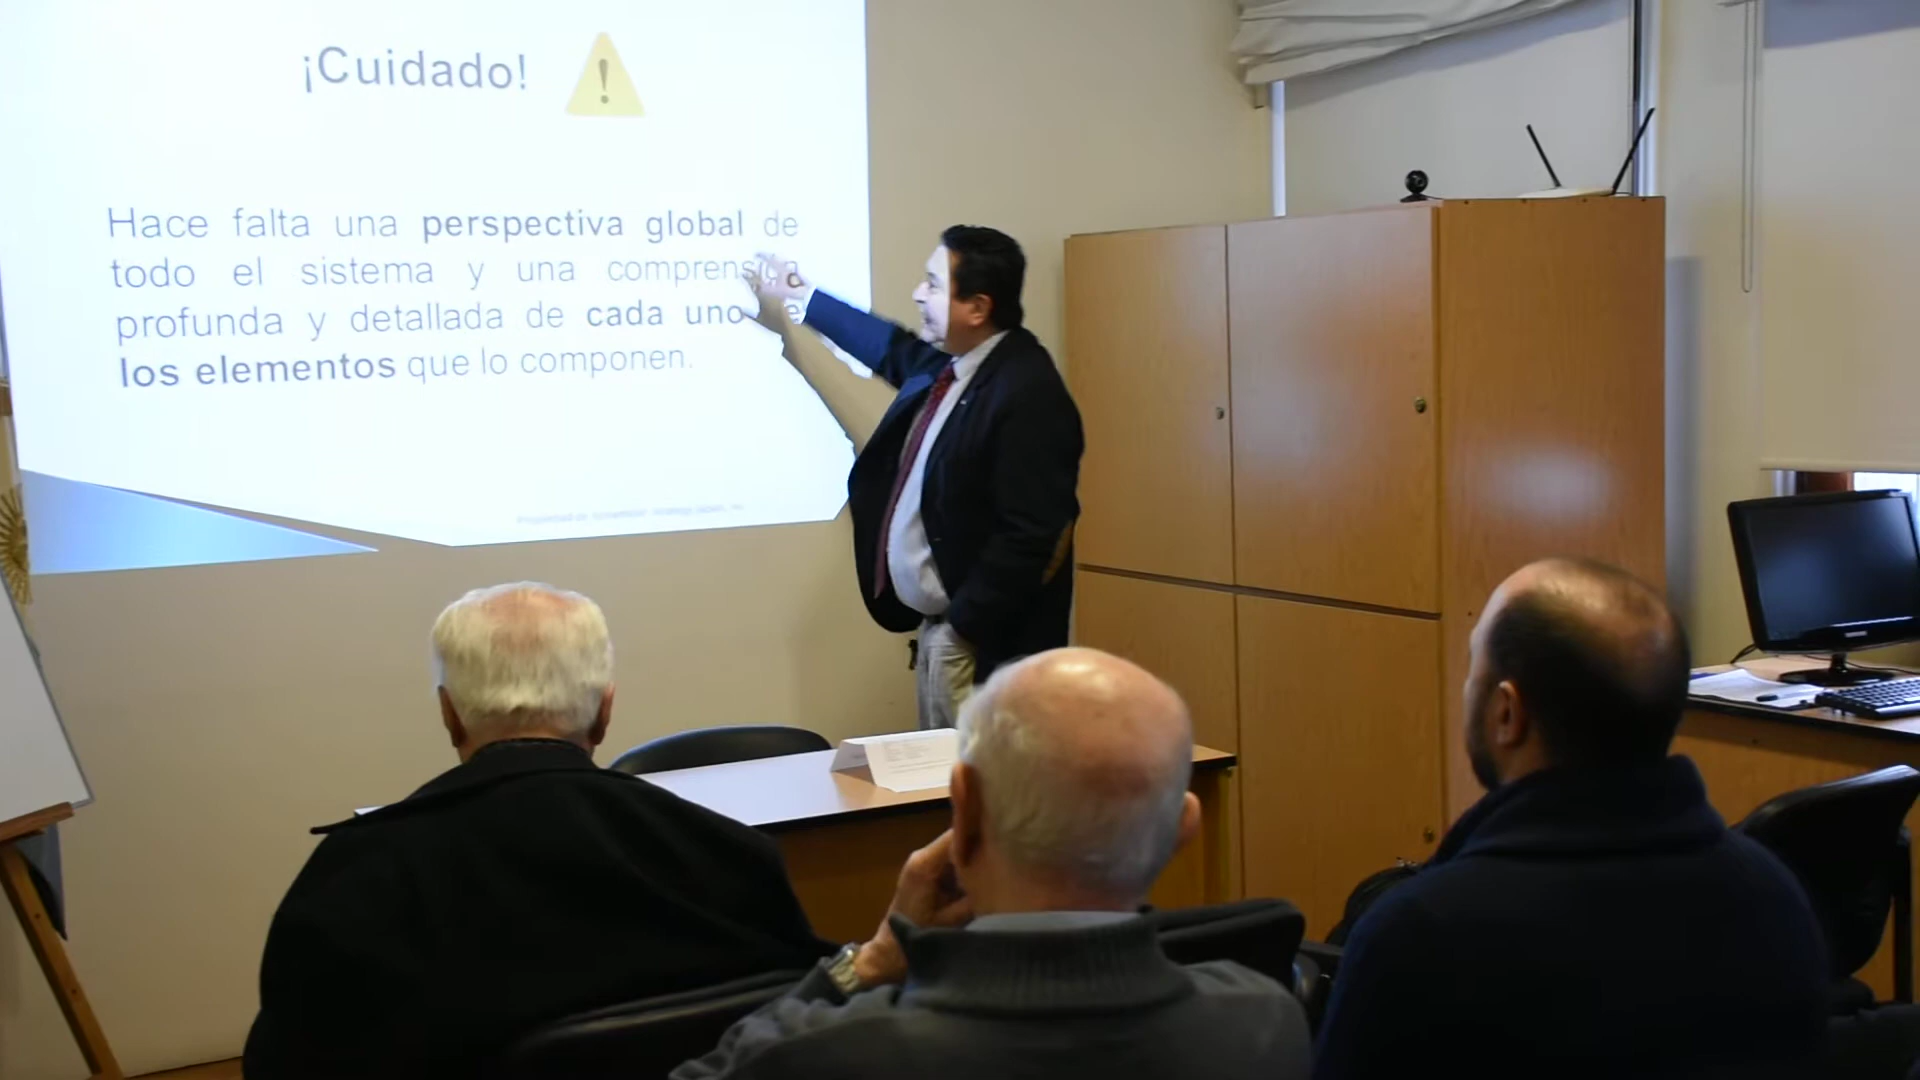 ¡Cuidado!
Hace falta una perspectiva global de
todo el sistema y una comprensión
profunda y detallada de cada uno de
los elementos que lo componen.